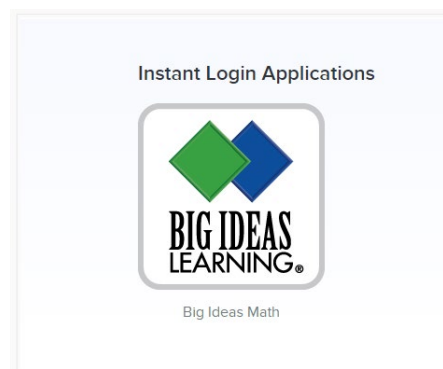 Instant Login Applications
BIG IDEAS
LEARNING®
Big Ideas Math